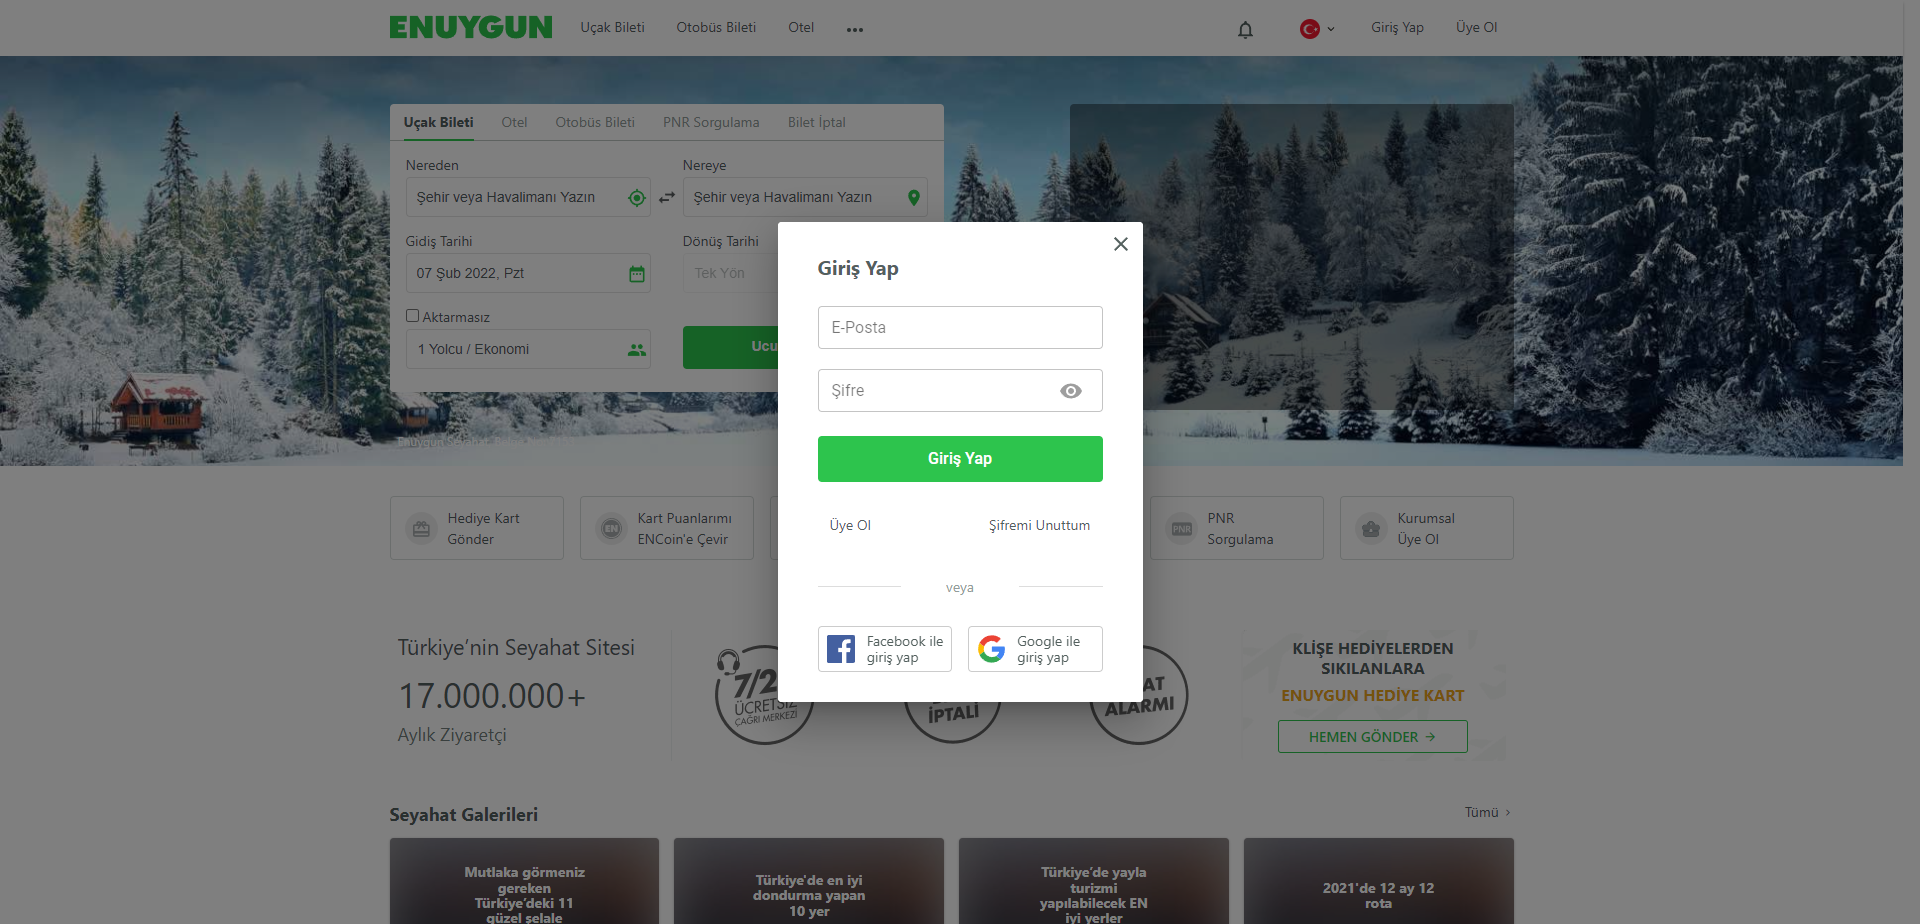 ENUYGUN
Uçak Bileti
Otobüs Bileti
Otel
Giriş Yap
Üye Ol
Uçak Bileti
Otel
Otobüs Bileti
PNR Sorgulama
Bilet İptal
Nereden
Nereye
Şehir veya Havalimanı Yazın
Şehir veya Havalimanı Yazın
Gidiş Tarihi
Dönüş Tarihi
07 Şub 2022, Pzt
Tek Yön
Aktarmasız
1 Yolcu / Ekonomi
Ucu
Giriş Yap
E-Posta
Şifre
Giriş Yap
Üye Ol
Şifremi Unuttum
veya
Facebook ile
giriş yap
Google ile
giriş yap
Hediye Kart
Gönder
EN
Kart Puanlarımı
ENCoin'e Çevir
PNR
PNR
Sorgulama
Kurumsal
Üye Ol
Türkiye'nin Seyahat Sitesi
17.000.000+
Aylık Ziyaretçi
7/2
ÜCRETSİZ
ÇAĞRI MERKEZİ
İPTALİ
AT
ALARMI
KLİŞE HEDİYELERDEN
SIKILANLARA
ENUYGUN HEDİYE KART
HEMEN GÖNDER
Seyahat Galerileri
Tümü
Mutlaka görmeniz
gereken
Türkiye'deki 11
güzel şelale
Türkiye'de en iyi
dondurma yapan
10 yer
Türkiye'de yayla
turizmi
yapılabilecek EN
iyi yerler
2021'de 12 ay 12
rota